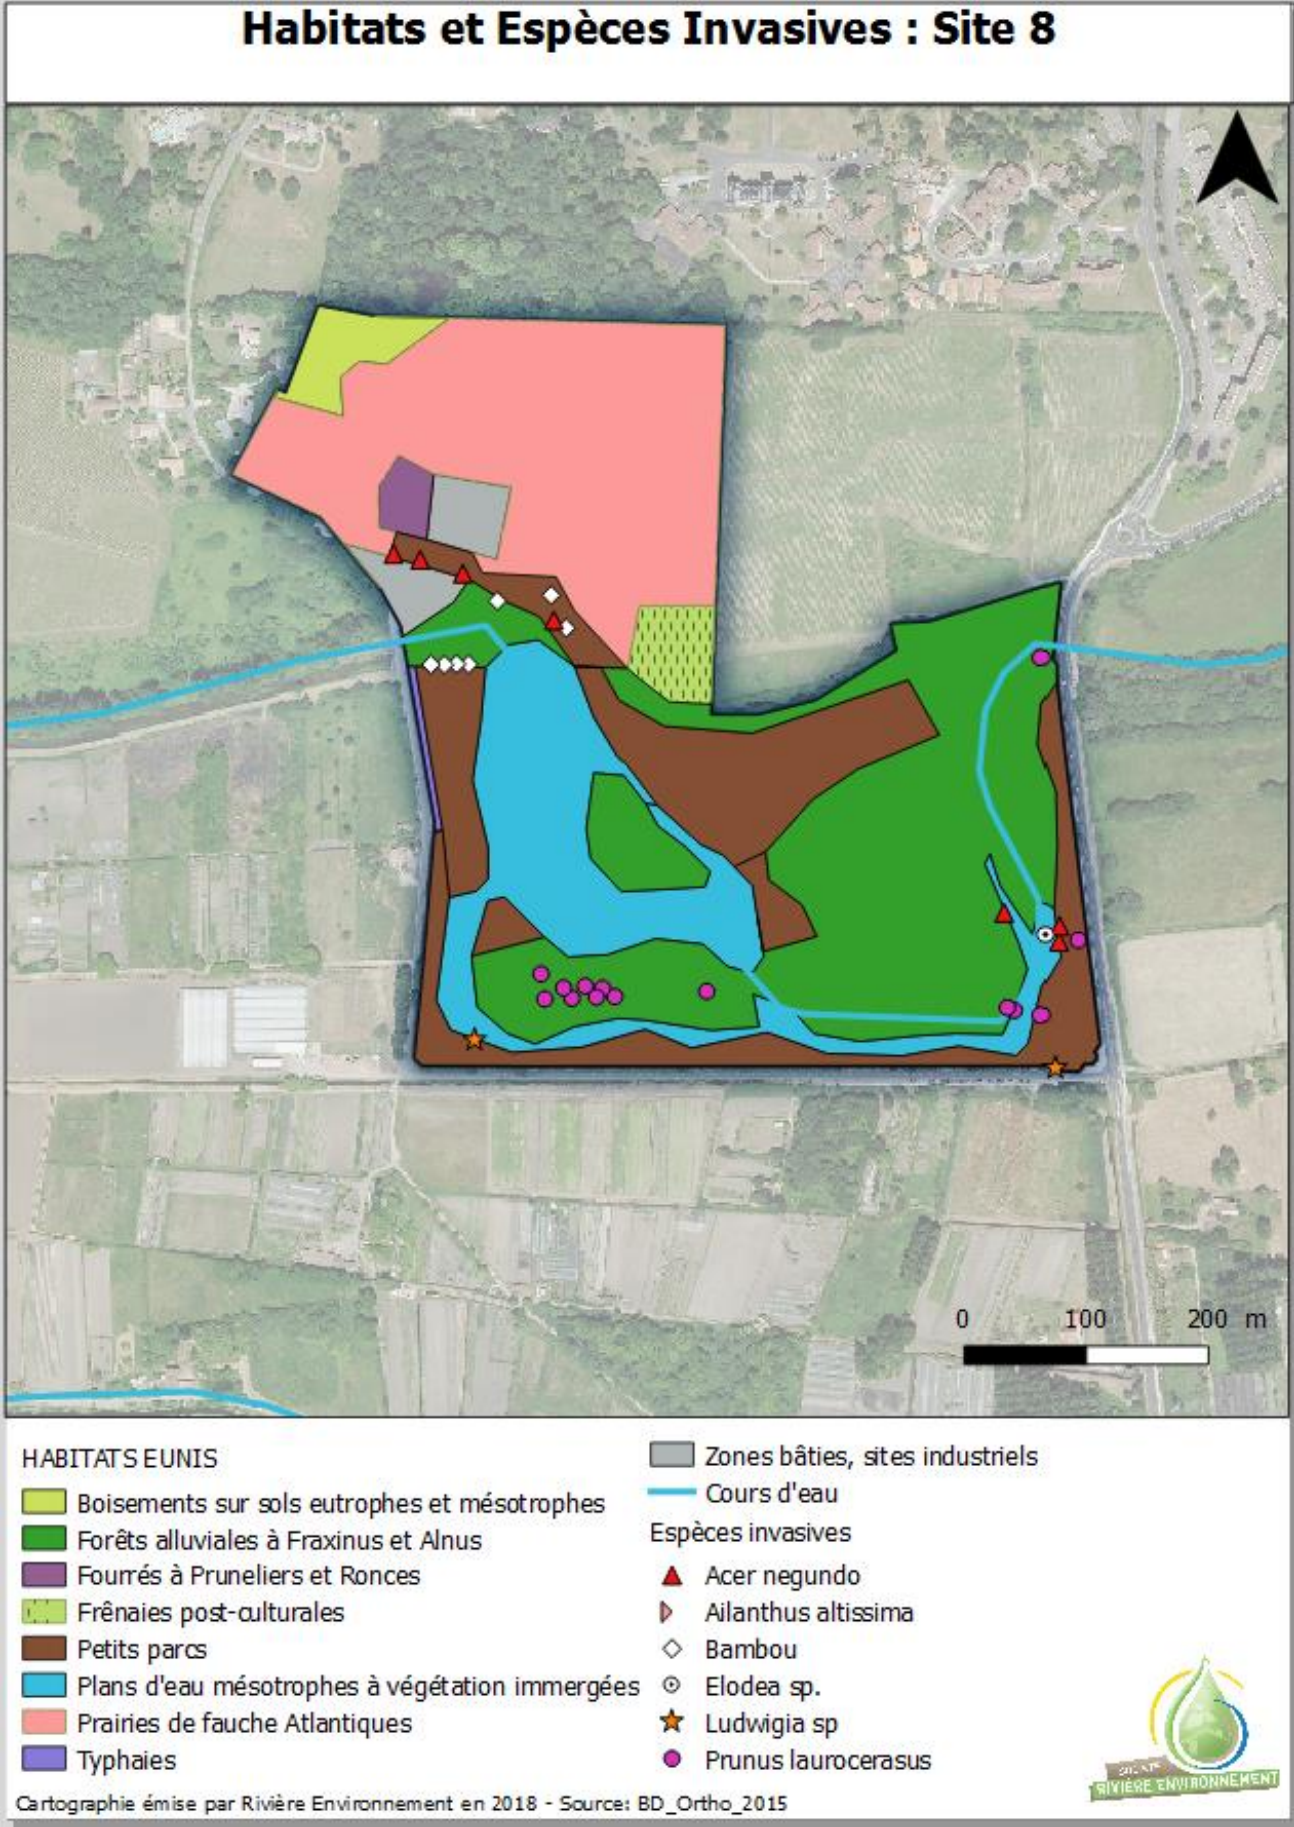 Habitats et Espèces Invasives : Site 8
0 100 200 m
HABITATS EUNIS
Boisements sur sols eutrophes et mésotrophes
Forêts alluviales à Fraxinus et Alnus
Fourrés à Pruneliers et Ronces
Frênaies post-culturales
Petits parcs
Plans d'eau mésotrophes à végétation immergées
Prairies de fauche Atlantiques
Typhaies
Zones bâties, sites industriels
Cours d'eau
Espèces invasives
Acer negundo
Ailanthus altissima
Bambou
Elodea sp.
Ludwigia sp
Prunus laurocerasus
RIVIÈRE ENVIRONNEMENT
Cartographie émise par Rivière Environnement en 2018 - Source: BD_Ortho_2015